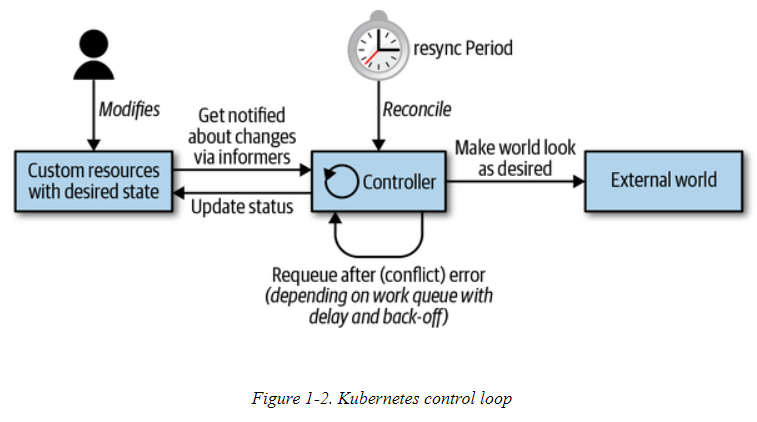 resync Period
Modifies
Reconcile
Get notified
about changes
via informers
Make world look
as desired
Custom resources
with desired state
Controller
External world
Update status
Requeue after (conflict) error
(depending on work queue with
delay and back-off)
Figure 1-2. Kubernetes control loop